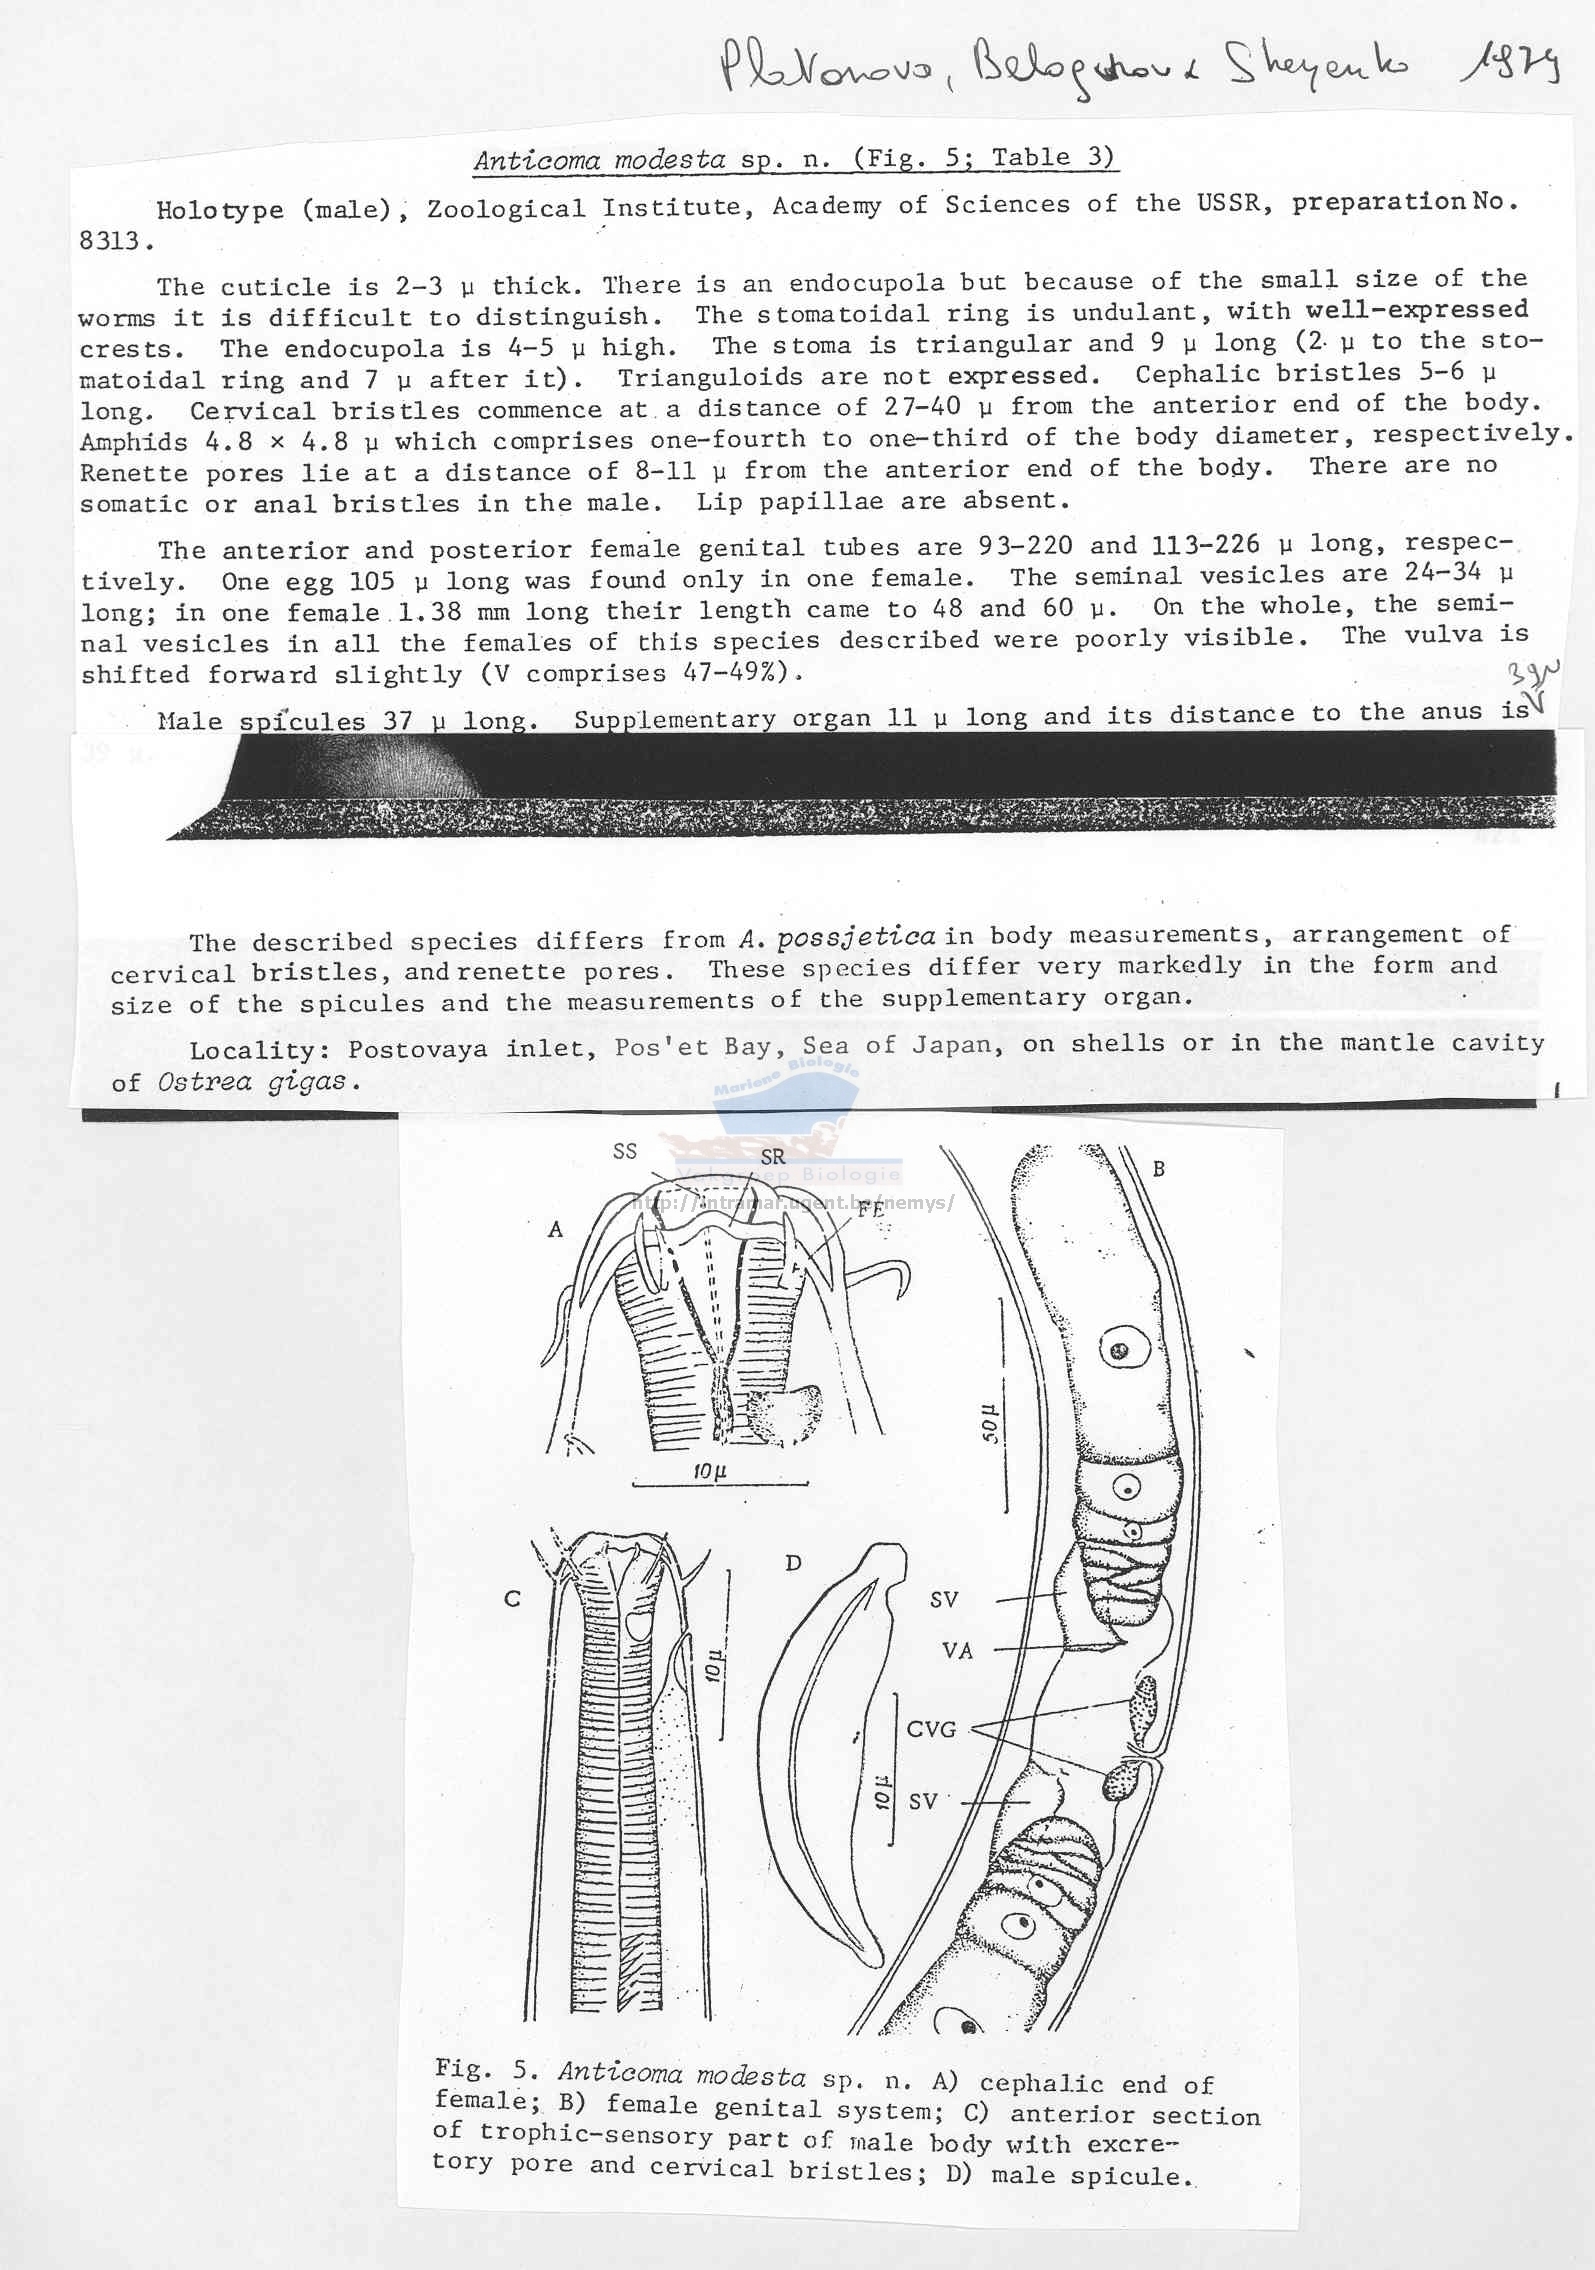 Platonova, Belogurov & Sheyenko 1979
Anticoma modesta sp. n. (Fig. 5; Table 3)
Holotype (male), Zoological Institute, Academy of Sciences of the USSR, preparation No.
8313.
The cuticle is 2-3 μ thick. There is an endocupola but because of the small size of the
worms it is difficult to distinguish. The stomatoidal ring is undulant, with well-expressed
crests. The endocupola is 4-5 μ high. The stoma is triangular and 9 μ long (2 μ to the sto-
matoidal ring and 7 μ after it). Trianguloids are not expressed. Cephalic bristles 5-6 μ
long. Cervical bristles commence at a distance of 27-40 μ from the anterior end of the body.
Amphids 4.8 × 4.8 μ which comprises one-fourth to one-third of the body diameter, respectively.
Renette pores lie at a distance of 8-11 μ from the anterior end of the body. There are no
somatic or anal bristles in the male. Lip papillae are absent.
The anterior and posterior female genital tubes are 93-220 and 113-226 μ long, respec-
tively. One egg 105 μ long was found only in one female. The seminal vesicles are 24-34 μ
long; in one female 1.38 mm long their length came to 48 and 60 μ. On the whole, the semi-
nal vesicles in all the females of this species described were poorly visible. The vulva is
shifted forward slightly (V comprises 47-49%).
39μ
Male spicules 37 μ long. Supplementary organ 11 μ long and its distance to the anus is
39 μ.
The described species differs from A. possjetica in body measurements, arrangement of
cervical bristles, and renette pores. These species differ very markedly in the form and
size of the spicules and the measurements of the supplementary organ.
Locality: Postovaya inlet, Pos'et Bay, Sea of Japan, on shells or in the mantle cavity
of Ostrea gigas.
Mariene Biologie
Vakgroep Biologie
http://intramar.ugent.be/nemys/
SS
SR
FE
A
B
10 μ
50 μ
C
D
10 μ
10 μ
SV
VA
CVG
SV
Fig. 5. Anticoma modesta sp. n. A) cephalic end of
female; B) female genital system; C) anterior section
of trophic-sensory part of male body with excre-
tory pore and cervical bristles; D) male spicule.